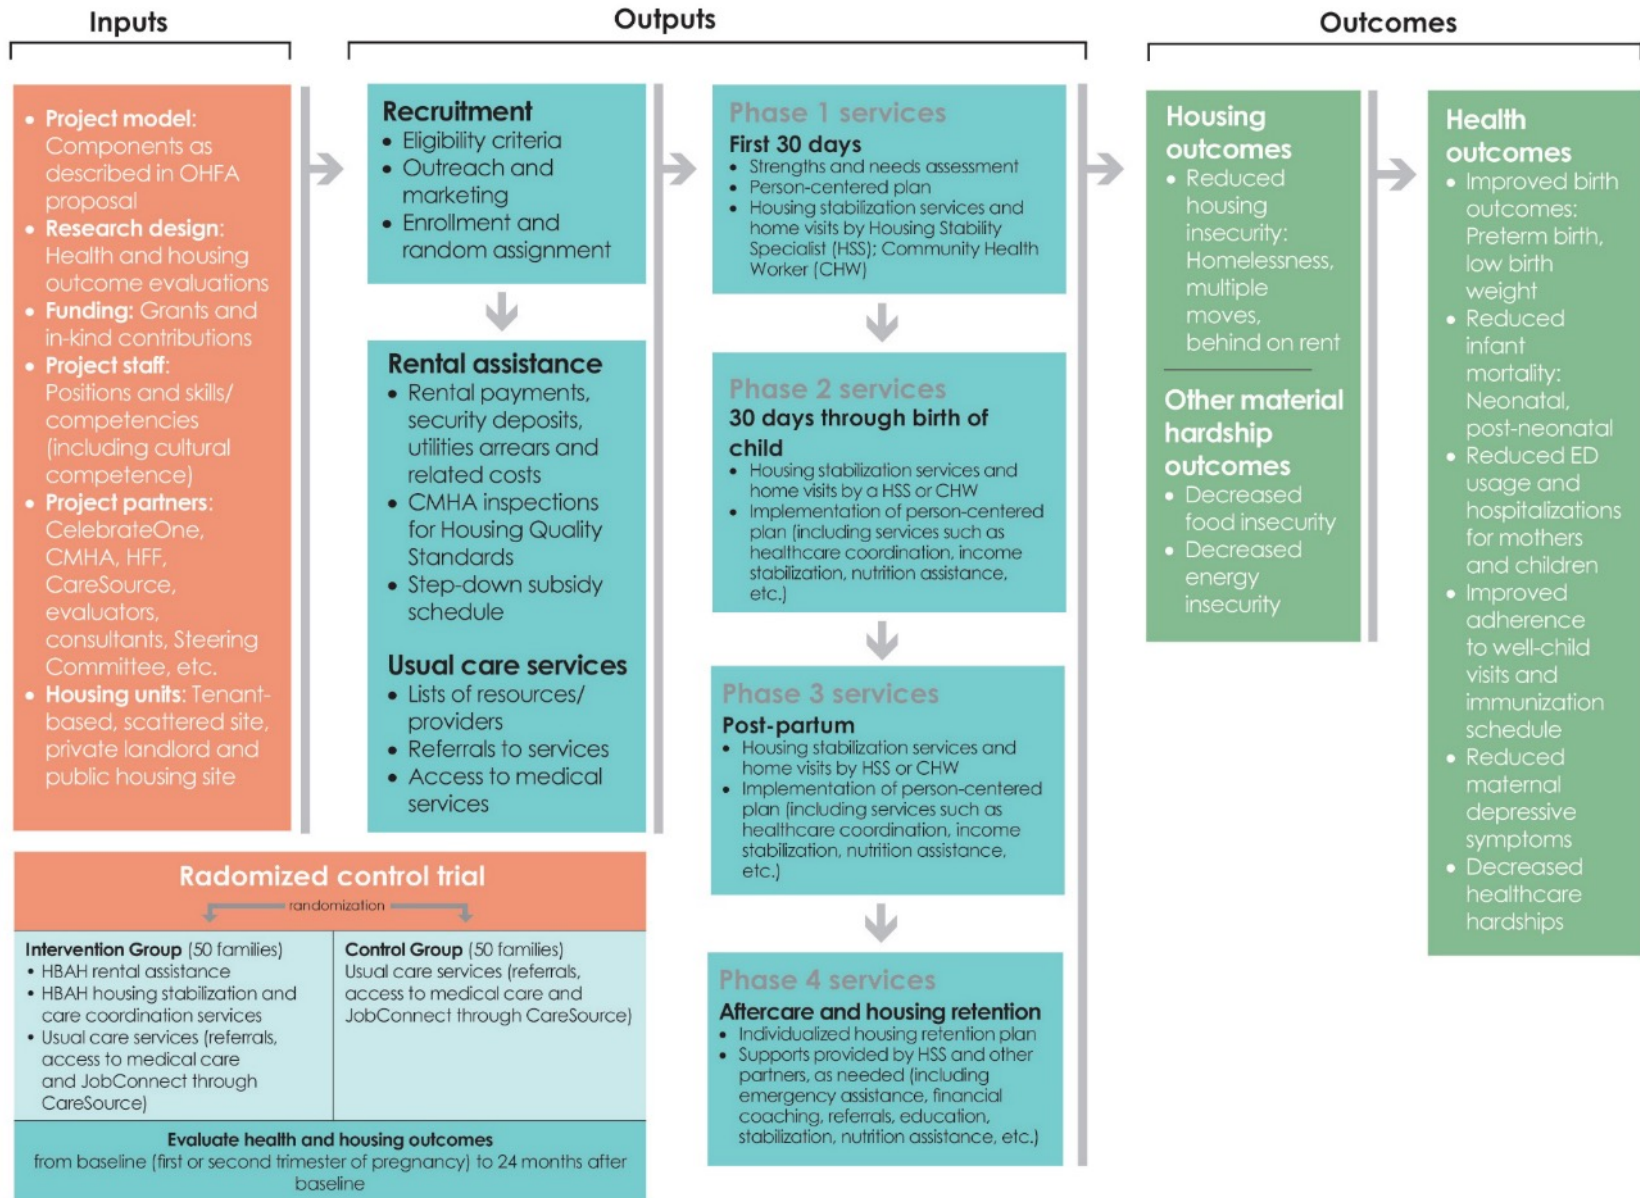 Inputs
Outputs
Outcomes
• Project model:
Components as
described in OHFA
proposal
• Research design:
Health and housing
outcome evaluations
• Funding: Grants and
in-kind contributions
• Project staff:
Positions and skills/
competencies
(including cultural
competence)
• Project partners:
CelebrateOne,
CMHA, HFF,
CareSource,
evaluators,
consultants, Steering
Committee, etc.
• Housing units: Tenant-
based, scattered site,
private landlord and
public housing site
Recruitment
• Eligibility criteria
• Outreach and
marketing
• Enrollment and
random assignment
Rental assistance
• Rental payments,
security deposits,
utilities arrears and
related costs
• CMHA inspections
for Housing Quality
Standards
• Step-down subsidy
schedule
Usual care services
• Lists of resources/
providers
• Referrals to services
• Access to medical
services
Phase 1 services
First 30 days
• Strengths and needs assessment
• Person-centered plan
• Housing stabilization services and
home visits by Housing Stability
Specialist (HSS); Community Health
Worker (CHW)
Phase 2 services
30 days through birth of
child
• Housing stabilization services and
home visits by a HSS or CHW
• Implementation of person-centered
plan (including services such as
healthcare coordination, income
stabilization, nutrition assistance,
etc.)
Phase 3 services
Post-partum
• Housing stabilization services and
home visits by HSS or CHW
• Implementation of person-centered
plan (including services such as
healthcare coordination, income
stabilization, nutrition assistance,
etc.)
Phase 4 services
Aftercare and housing retention
• Individualized housing retention plan
• Supports provided by HSS and other
partners, as needed (including
emergency assistance, financial
coaching, referrals, education,
stabilization, nutrition assistance, etc.)
Housing
outcomes
• Reduced
housing
insecurity:
Homelessness,
multiple
moves,
behind on rent
Other material
hardship
outcomes
• Decreased
food insecurity
• Decreased
energy
insecurity
Health
outcomes
• Improved birth
outcomes:
Preterm birth,
low birth
weight
• Reduced
infant
mortality:
Neonatal,
post-neonatal
• Reduced ED
usage and
hospitalizations
for mothers
and children
• Improved
adherence
to well-child
visits and
immunization
schedule
• Reduced
maternal
depressive
symptoms
• Decreased
healthcare
hardships
Radomized control trial
randomization
Intervention Group (50 families)
• HBAH rental assistance
• HBAH housing stabilization and
care coordination services
• Usual care services (referrals,
access to medical care
and JobConnect through
CareSource)
Control Group (50 families)
Usual care services (referrals,
access to medical care and
JobConnect through CareSource)
Evaluate health and housing outcomes
from baseline (first or second trimester of pregnancy) to 24 months after
baseline